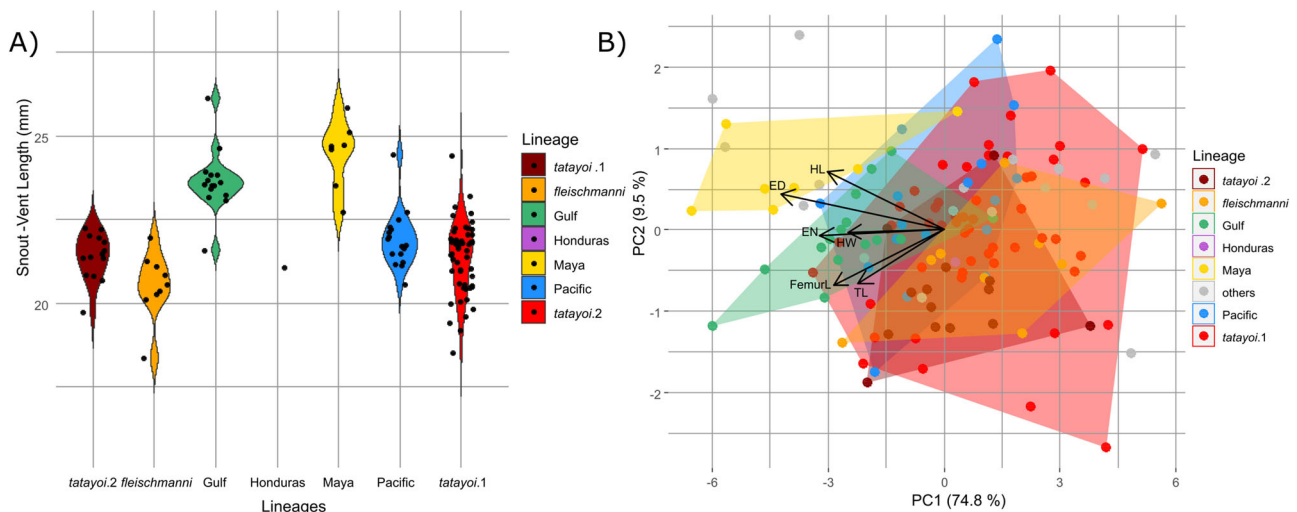 A)
Snout -Vent Length (mm)
25
20
tatayoi.2 fleischmanni Gulf Honduras Maya Pacific tatayoi.1
Lineages
Lineage
tatayoi .1
fleischmanni
Gulf
Honduras
Maya
Pacific
tatayoi.2
B)
PC2 (9.5 %)
2
1
0
-1
-2
HL
ED
EN
HW
FemurL
TL
-6 -3 0 3 6
PC1 (74.8 %)
Lineage
tatayoi .2
fleischmanni
Gulf
Honduras
Maya
others
Pacific
tatayoi.1